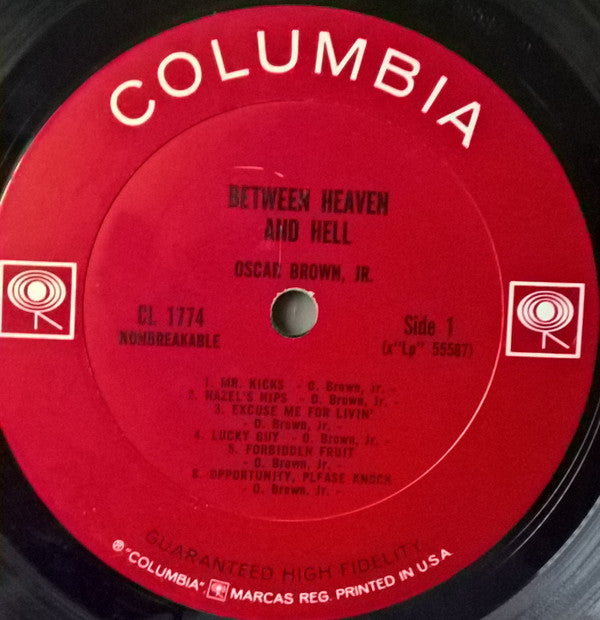 COLUMBIA
BETWEEN HEAVEN
AND HELL
OSCAR BROWN, JR.
CL 1774
NONBREAKABLE
Side 1
(x"Lp" 55587)
1. MR. KICKS - O. Brown, Jr. -
2. HAZEL'S HIPS - O. Brown, Jr. -
3. EXCUSE ME FOR LIVIN'
- O. Brown, Jr. -
4. LUCKY GUY - O. Brown, Jr. -
5. FORBIDDEN FRUIT
- O. Brown, Jr. -
6. OPPORTUNITY, PLEASE KNOCK
- O. Brown, Jr. -
GUARANTEED HIGH FIDELITY
® "COLUMBIA" MARCAS REG. PRINTED IN U.S.A.